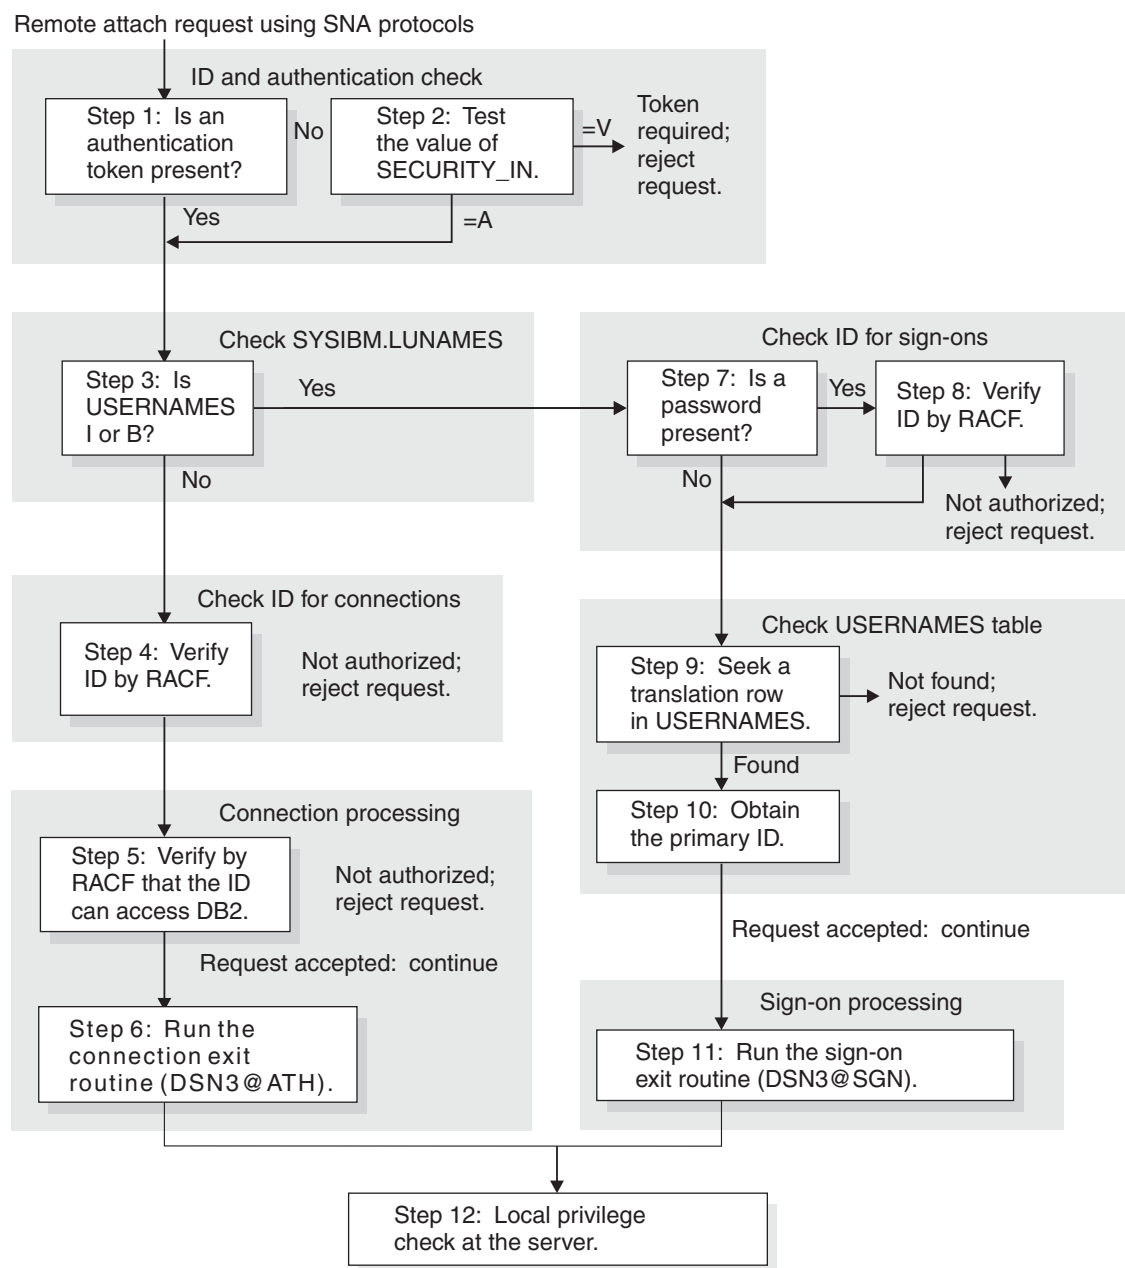 Remote attach request using SNA protocols
ID and authentication check
Step 1: Is an
authentication
token present?
No
Step 2: Test
the value of
SECURITY_IN.
=V
Token
required;
reject
request.
Yes
=A
Check SYSIBM.LUNAMES
Step 3: Is
USERNAMES
I or B?
Yes
No
Check ID for sign-ons
Step 7: Is a
password
present?
Yes
Step 8: Verify
ID by RACF.
No
Not authorized;
reject request.
Check ID for connections
Step 4: Verify
ID by RACF.
Not authorized;
reject request.
Check USERNAMES table
Step 9: Seek a
translation row
in USERNAMES.
Not found;
reject request.
Found
Step 10: Obtain
the primary ID.
Connection processing
Step 5: Verify by
RACF that the ID
can access DB2.
Not authorized;
reject request.
Request accepted: continue
Request accepted: continue
Step 6: Run the
connection exit
routine (DSN3@ATH).
Sign-on processing
Step 11: Run the sign-on
exit routine (DSN3@SGN).
Step 12: Local privilege
check at the server.